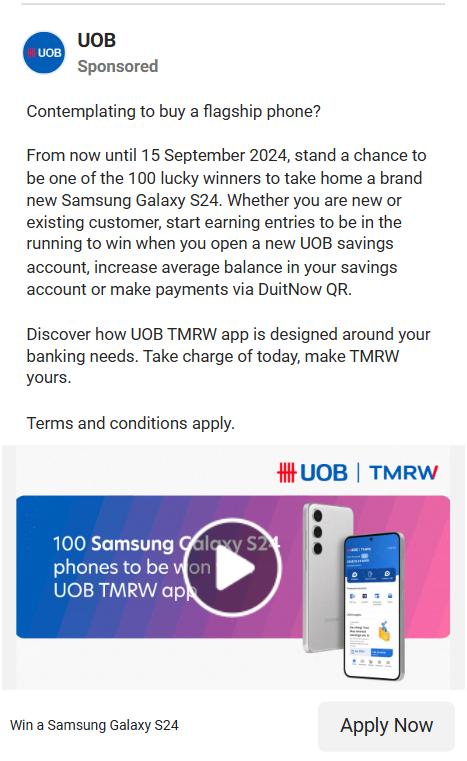 UOB
UOB
Sponsored
Contemplating to buy a flagship phone?
From now until 15 September 2024, stand a chance to
be one of the 100 lucky winners to take home a brand
new Samsung Galaxy S24. Whether you are new or
existing customer, start earning entries to be in the
running to win when you open a new UOB savings
account, increase average balance in your savings
account or make payments via DuitNow QR.
Discover how UOB TMRW app is designed around your
banking needs. Take charge of today, make TMRW
yours.
Terms and conditions apply.
UOB | TMRW
100 Samsung Galaxy S24
phones to be won
UOB TMRW app
Win a Samsung Galaxy S24
Apply Now